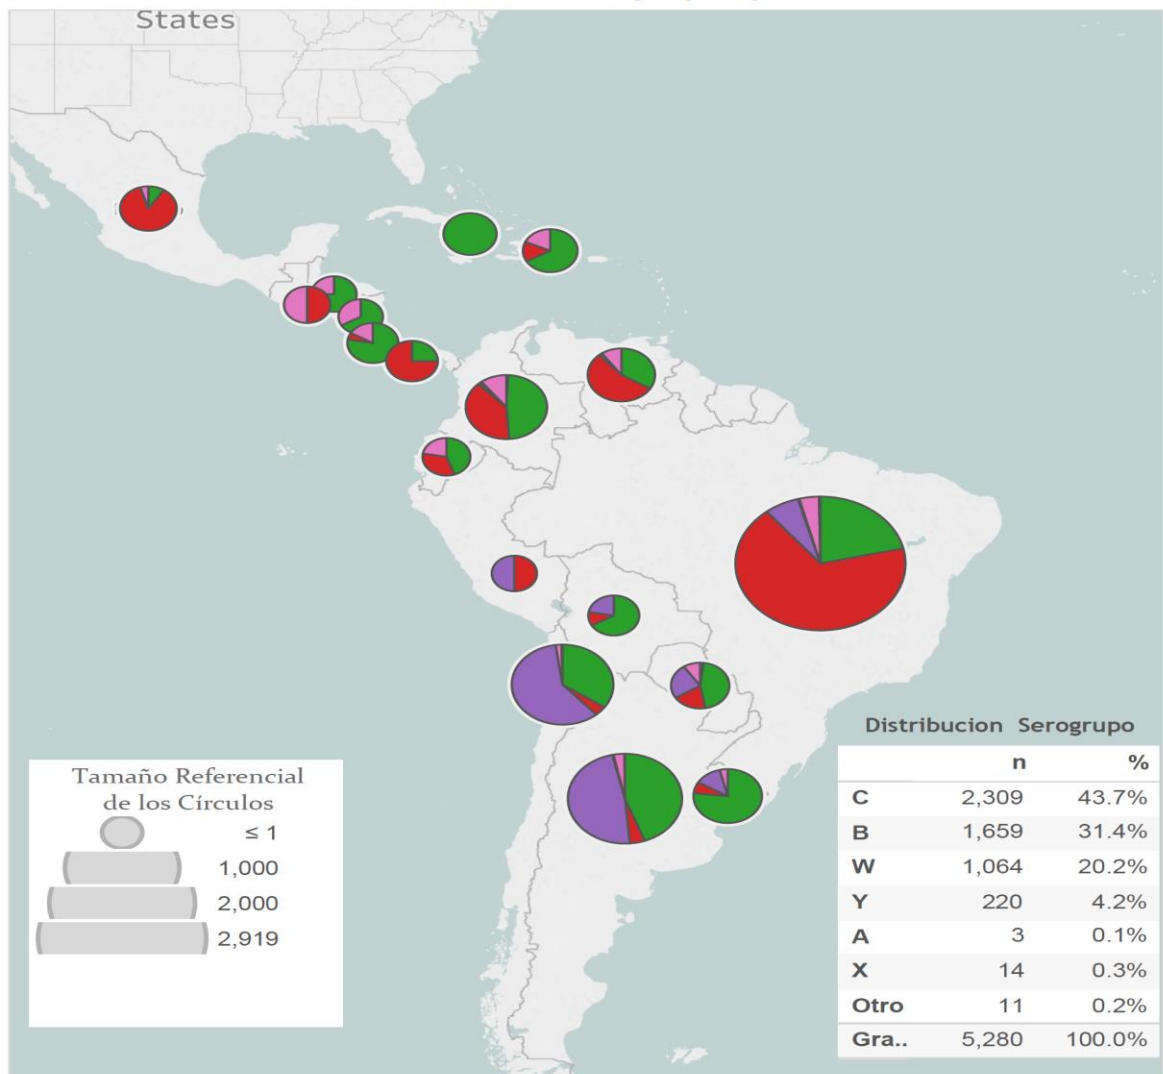 States
Tamaño Referencial
de los Círculos
≤ 1
1,000
2,000
2,919
Distribucion Serogrupo
n %
C 2,309 43.7%
B 1,659 31.4%
W 1,064 20.2%
Y 220 4.2%
A 3 0.1%
X 14 0.3%
Otro 11 0.2%
Gra.. 5,280 100.0%